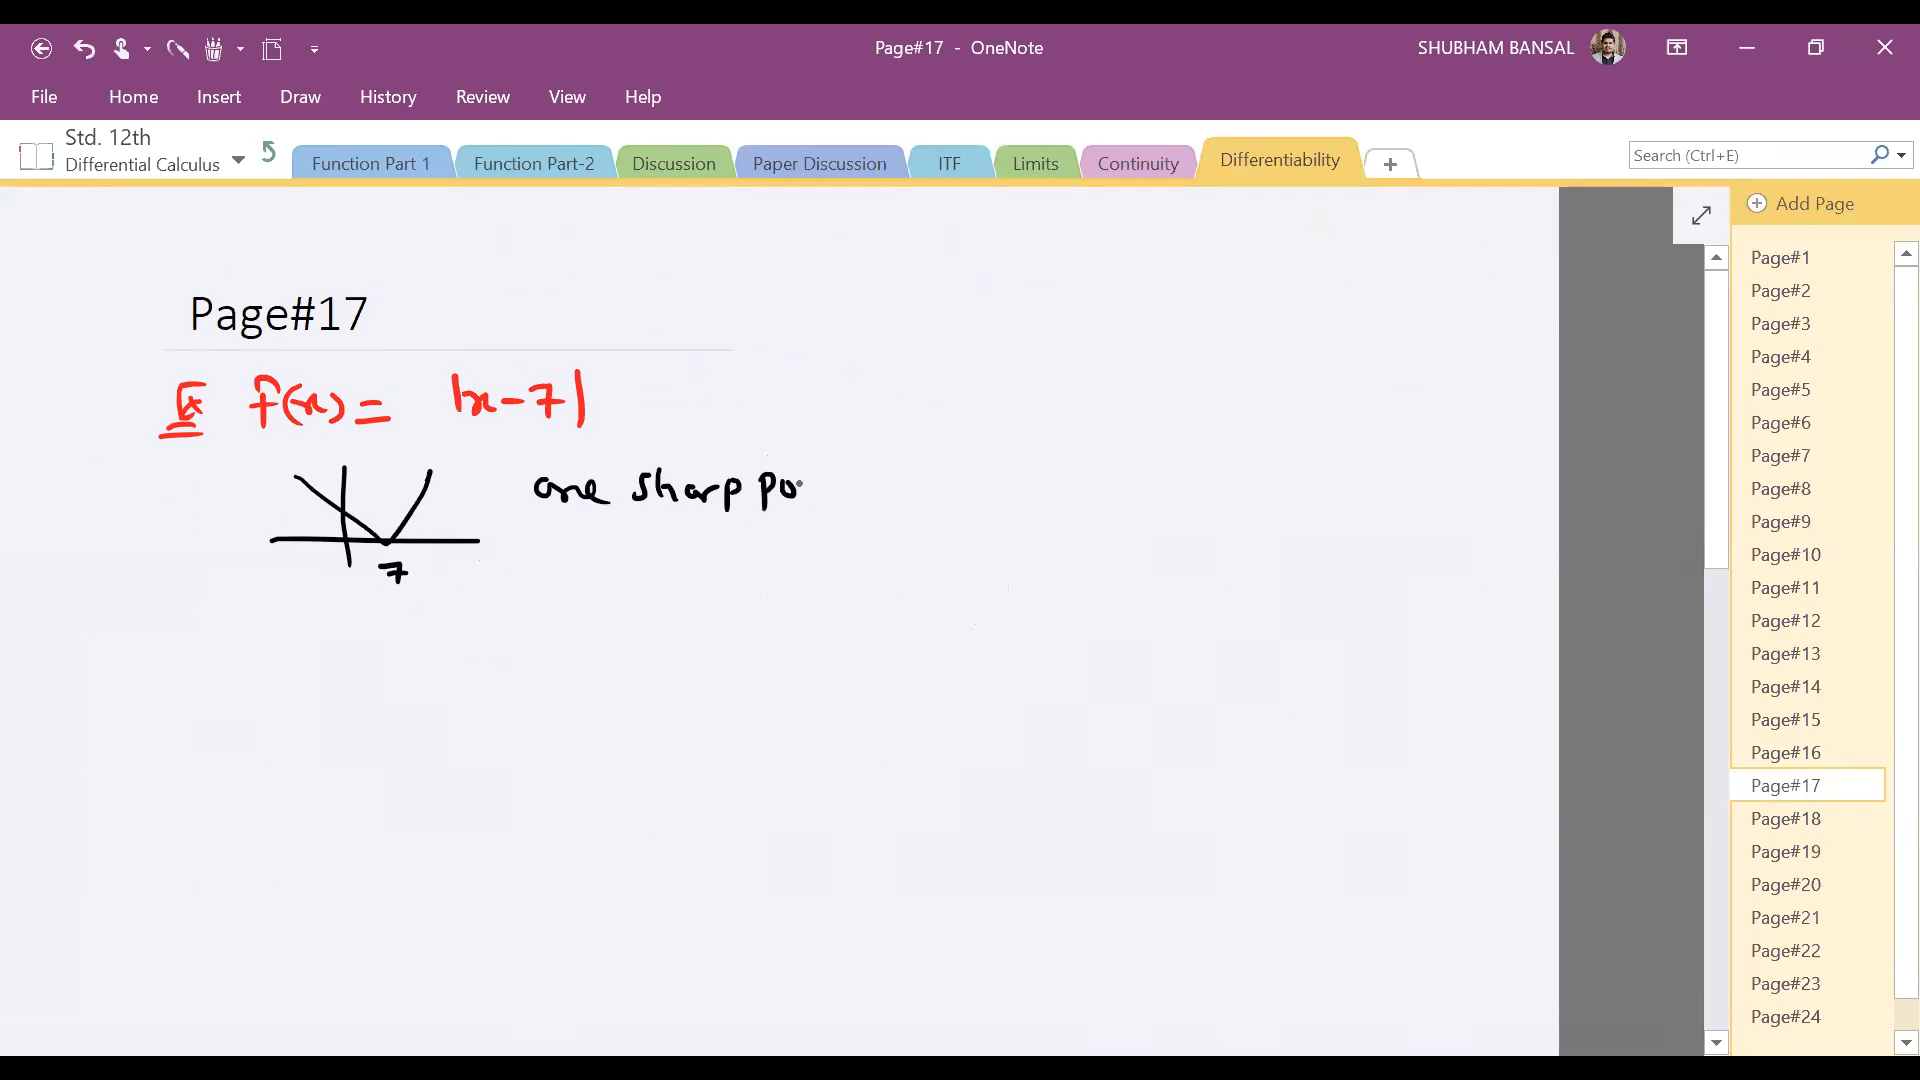 Page#17 - OneNote
SHUBHAM BANSAL
File Home Insert Draw History Review View Help
Std. 12th
Differential Calculus
Function Part 1 Function Part-2 Discussion Paper Discussion ITF Limits Continuity Differentiability
Search (Ctrl+E)
Add Page
Page#17
Ex f(x) = |x-7|
one sharp po
7
Page#1
Page#2
Page#3
Page#4
Page#5
Page#6
Page#7
Page#8
Page#9
Page#10
Page#11
Page#12
Page#13
Page#14
Page#15
Page#16
Page#17
Page#18
Page#19
Page#20
Page#21
Page#22
Page#23
Page#24